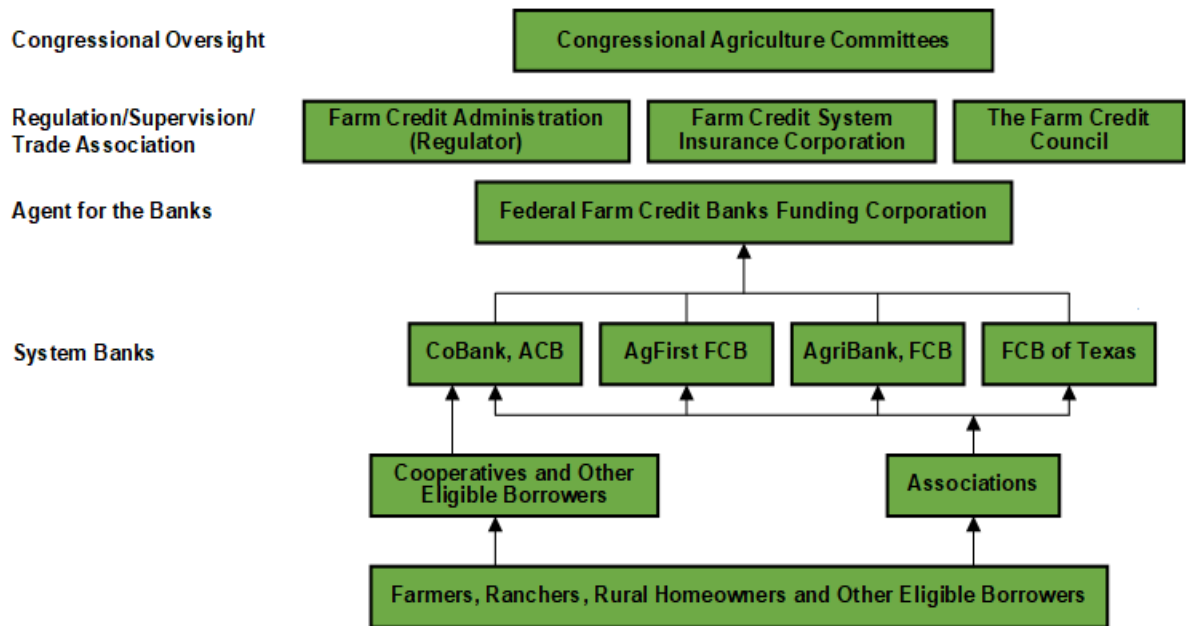 Congressional Oversight
Congressional Agriculture Committees
Regulation/Supervision/
Trade Association
Farm Credit Administration
(Regulator)
Farm Credit System
Insurance Corporation
The Farm Credit
Council
Agent for the Banks
Federal Farm Credit Banks Funding Corporation
System Banks
CoBank, ACB
AgFirst FCB
AgriBank, FCB
FCB of Texas
Cooperatives and Other
Eligible Borrowers
Associations
Farmers, Ranchers, Rural Homeowners and Other Eligible Borrowers